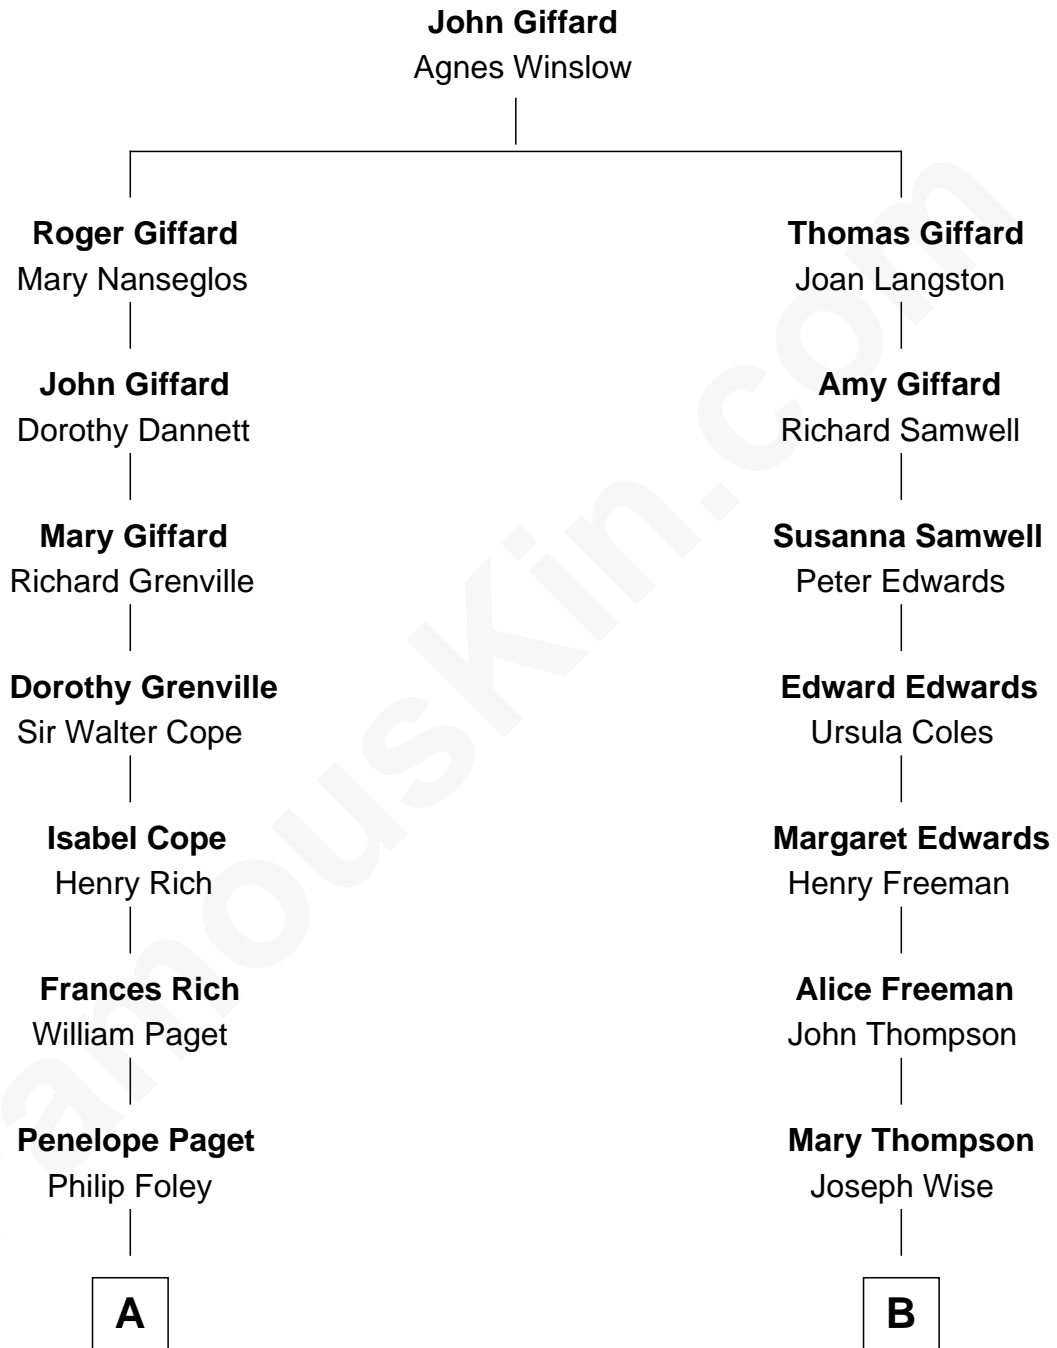 John Giffard
Agnes Winslow
Roger Giffard
Mary Nanseglos
Thomas Giffard
Joan Langston
John Giffard
Dorothy Dannett
Amy Giffard
Richard Samwell
Mary Giffard
Richard Grenville
Susanna Samwell
Peter Edwards
Dorothy Grenville
Sir Walter Cope
Edward Edwards
Ursula Coles
Isabel Cope
Henry Rich
Margaret Edwards
Henry Freeman
Frances Rich
William Paget
Alice Freeman
John Thompson
Penelope Paget
Philip Foley
Mary Thompson
Joseph Wise
A
B
amouskin.com